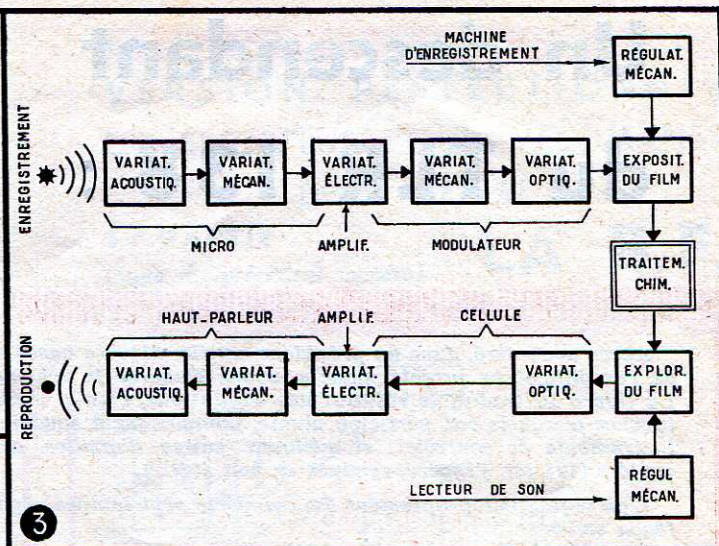 MACHINE
D'ENREGISTREMENT
RÉGULAT.
MÉCAN.
ENREGISTREMENT
VARIAT.
ACOUSTIQ.
VARIAT.
MÉCAN.
VARIAT.
ÉLECTR.
VARIAT.
MÉCAN.
VARIAT.
OPTIQ.
EXPOSIT.
DU FILM
MICRO
AMPLIF.
MODULATEUR
TRAITEM.
CHIM.
REPRODUCTION
HAUT-PARLEUR
AMPLIF.
CELLULE
VARIAT.
ACOUSTIQ.
VARIAT.
MÉCAN.
VARIAT.
ÉLECTR.
VARIAT.
OPTIQ.
EXPLOR.
DU FILM
LECTEUR DE SON
RÉGUL
MÉCAN.
3